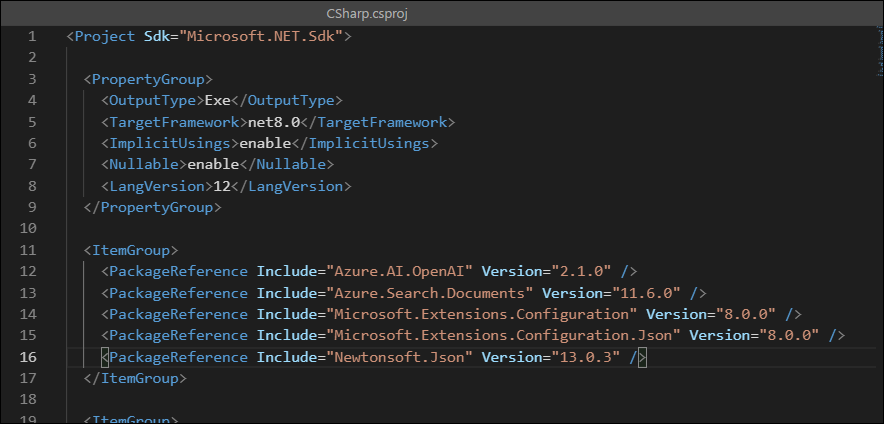 CSharp.csproj
1 <Project Sdk="Microsoft.NET.Sdk">
2
3 <PropertyGroup>
4 <OutputType>Exe</OutputType>
5 <TargetFramework>net8.0</TargetFramework>
6 <ImplicitUsings>enable</ImplicitUsings>
7 <Nullable>enable</Nullable>
8 <LangVersion>12</LangVersion>
9 </PropertyGroup>
10
11 <ItemGroup>
12 <PackageReference Include="Azure.AI.OpenAI" Version="2.1.0" />
13 <PackageReference Include="Azure.Search.Documents" Version="11.6.0" />
14 <PackageReference Include="Microsoft.Extensions.Configuration" Version="8.0.0" />
15 <PackageReference Include="Microsoft.Extensions.Configuration.Json" Version="8.0.0" />
16 <PackageReference Include="Newtonsoft.Json" Version="13.0.3" />
17 </ItemGroup>
18
19 <ItemGroup>